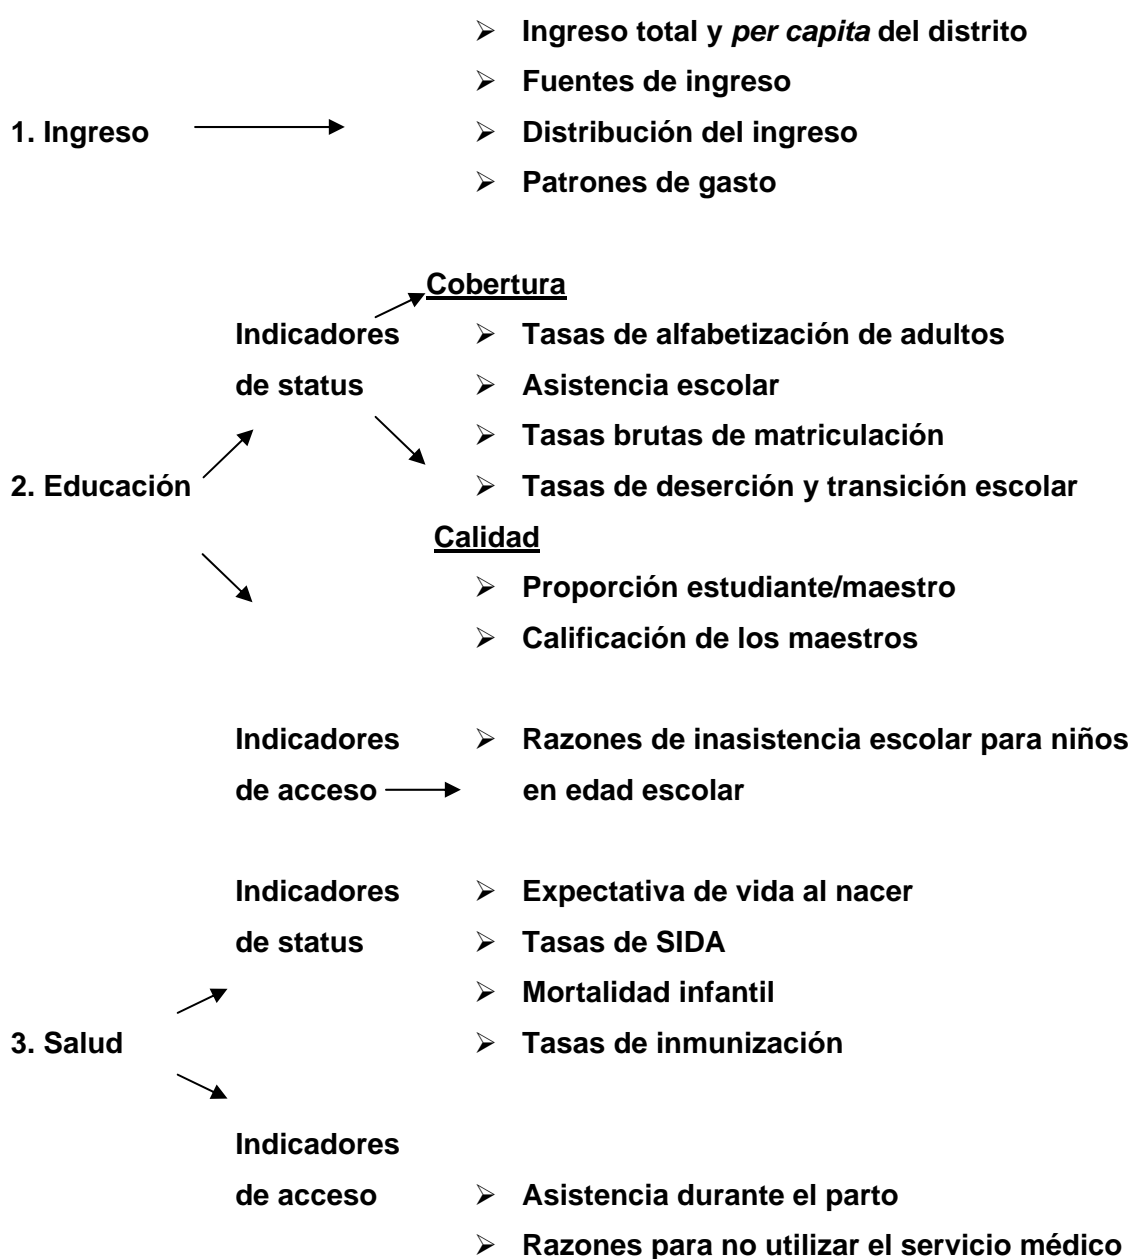 ➢ Ingreso total y per capita del distrito
➢ Fuentes de ingreso
1. Ingreso ➢ Distribución del ingreso
➢ Patrones de gasto
Cobertura
Indicadores ➢ Tasas de alfabetización de adultos
de status ➢ Asistencia escolar
➢ Tasas brutas de matriculación
2. Educación ➢ Tasas de deserción y transición escolar
Calidad
➢ Proporción estudiante/maestro
➢ Calificación de los maestros
Indicadores ➢ Razones de inasistencia escolar para niños
de acceso en edad escolar
Indicadores ➢ Expectativa de vida al nacer
de status ➢ Tasas de SIDA
➢ Mortalidad infantil
3. Salud ➢ Tasas de inmunización
Indicadores
de acceso ➢ Asistencia durante el parto
➢ Razones para no utilizar el servicio médico